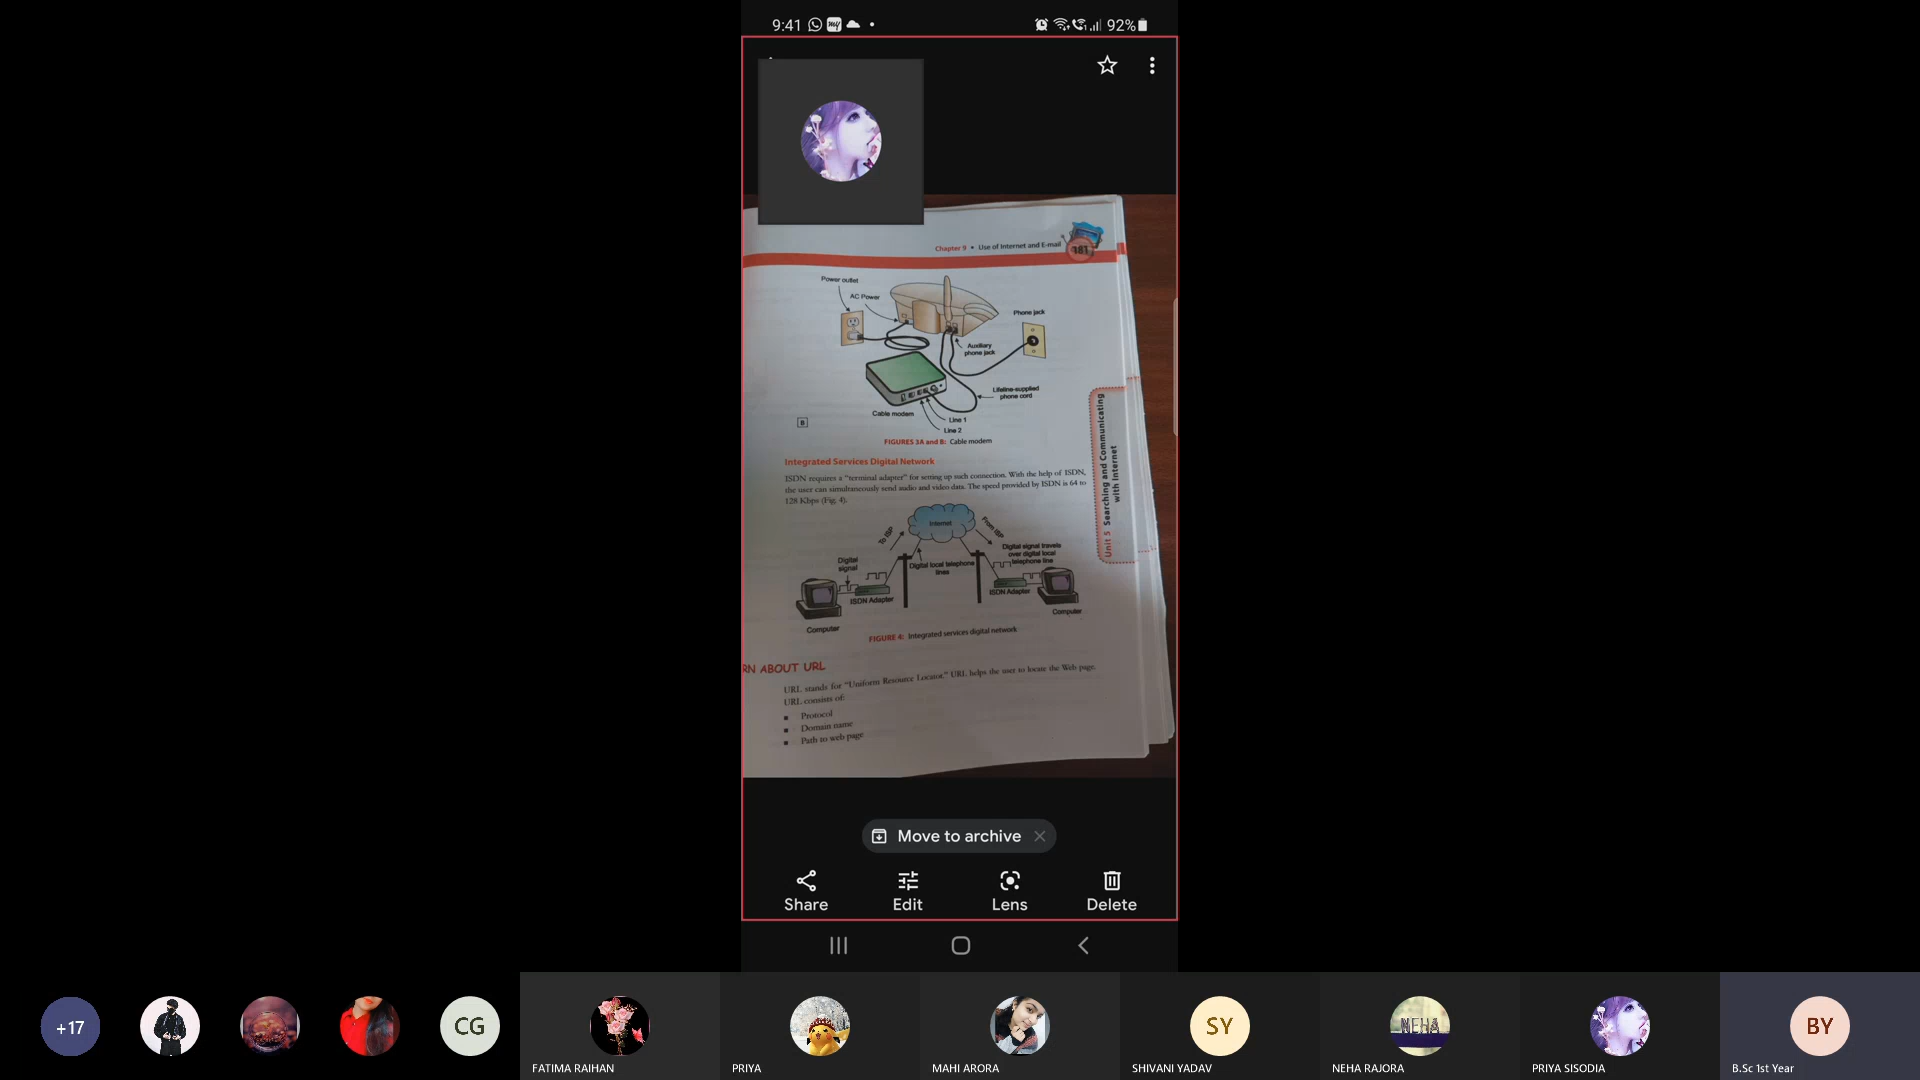 9:41
92%
Chapter 9 • Use of Internet and E-mail
181
Power outlet
AC Power
Phone jack
Auxiliary
phone jack
Lifeline-supplied
phone cord
Cable modem
Line 1
Line 2
B
FIGURES 3A and B: Cable modem
Integrated Services Digital Network
ISDN requires a "terminal adapter" for setting up such connection. With the help of ISDN,
the user can simultaneously send audio and video data. The speed provided by ISDN is 64 to
128 Kbps (Fig. 4).
Internet
To ISP
From ISP
Digital
signal
Digital local telephone
lines
Digital signal travels
over digital local
telephone line
ISDN Adapter
ISDN Adapter
Computer
Computer
FIGURE 4: Integrated services digital network
Unit 5 Searching and Communicating
with Internet
RN ABOUT URL
URL stands for "Uniform Resource Locator." URL helps the user to locate the Web page.
URL consists of:
▪ Protocol
▪ Domain name
▪ Path to web page
Move to archive
Share
Edit
Lens
Delete
+17
CG
FATIMA RAIHAN
PRIYA
MAHI ARORA
SY
SHIVANI YADAV
NEHA
NEHA RAJORA
PRIYA SISODIA
BY
B.Sc 1st Year